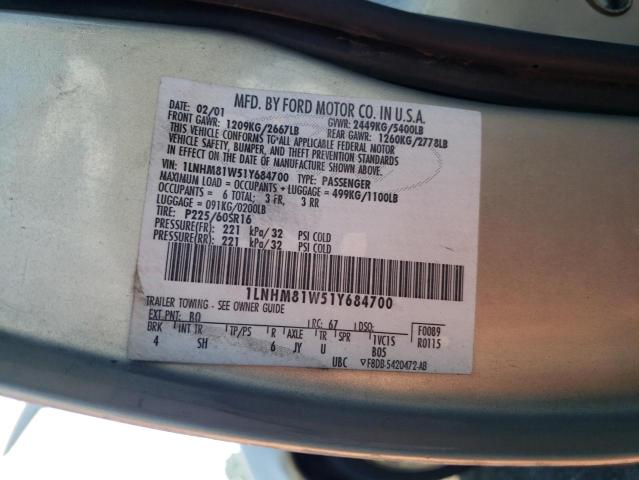 MFD. BY FORD MOTOR CO. IN U.S.A.
DATE: 02/01 GVWR: 2449KG/5400LB
FRONT GAWR: 1209KG/2667LB REAR GAWR: 1260KG/2778LB
THIS VEHICLE CONFORMS TO ALL APPLICABLE FEDERAL MOTOR
VEHICLE SAFETY, BUMPER, AND THEFT PREVENTION STANDARDS
IN EFFECT ON THE DATE OF MANUFACTURE SHOWN ABOVE.
VIN: 1LNHM81W51Y684700 TYPE: PASSENGER
MAXIMUM LOAD = OCCUPANTS + LUGGAGE = 499KG/1100LB
OCCUPANTS = 6 TOTAL: 3 FR, 3 RR
LUGGAGE = 091KG/0200LB
TIRE: P225/60SR16
PRESSURE(FR): 221 kPa/32 PSI COLD
PRESSURE(RR): 221 kPa/32 PSI COLD
1LNHM81W51Y684700
TRAILER TOWING - SEE OWNER GUIDE
EXT PNT: RC: 67 DSO: F0089
BRK INT TR TP/PS R AXLE TR SPR 1VC1S R0115
4 SH 6 JY U B05
UBC F8DB-5420472-AB